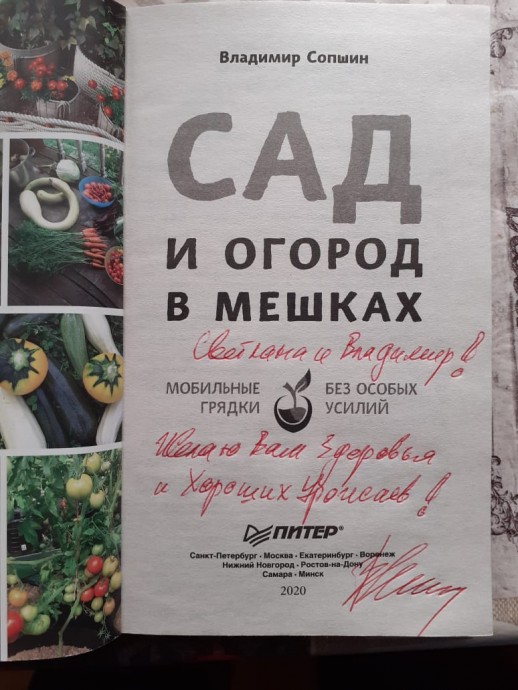 Владимир Сопшин
САД
И ОГОРОД
В МЕШКАХ
Светлана и Владимир!
МОБИЛЬНЫЕ
ГРЯДКИ
БЕЗ ОСОБЫХ
УСИЛИЙ
Желаю Вам Здоровья
и Хороших Урожаев!
ПИТЕР®
Санкт-Петербург • Москва • Екатеринбург • Воронеж
Нижний Новгород • Ростов-на-Дону
Самара • Минск
2020